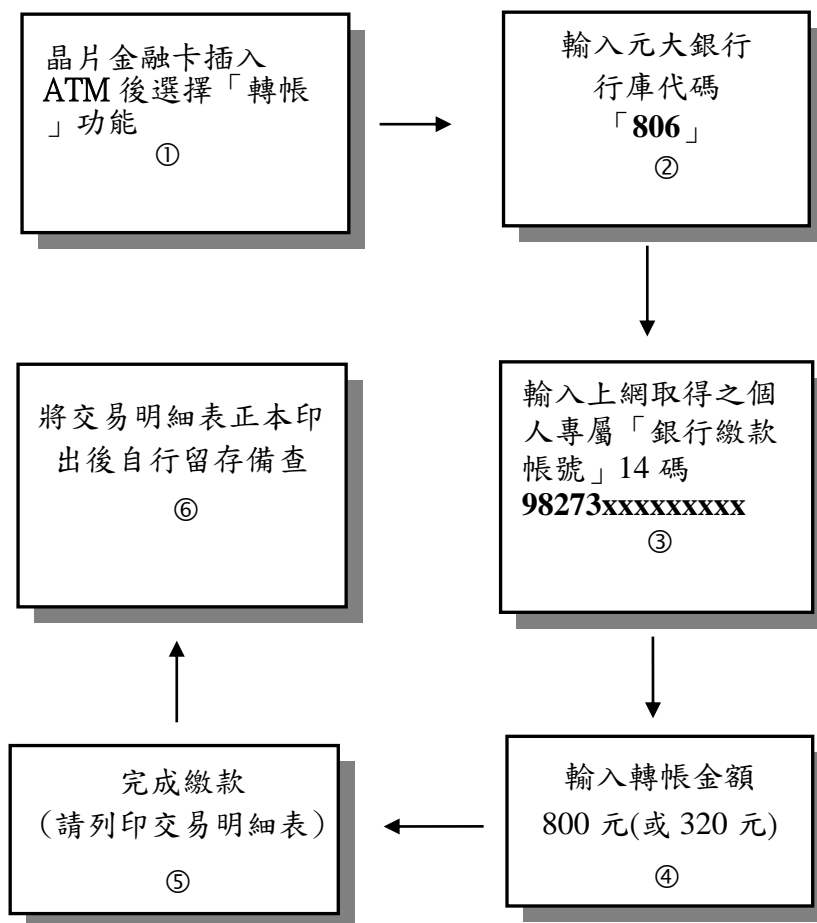 晶片金融卡插入
ATM 後選擇「轉帳
」功能
①
輸入元大銀行
行庫代碼
「806」
②
輸入上網取得之個
人專屬「銀行繳款
帳號」14 碼
98273xxxxxxxxx
③
輸入轉帳金額
800 元(或 320 元)
④
完成繳款
（請列印交易明細表）
⑤
將交易明細表正本印
出後自行留存備查
⑥